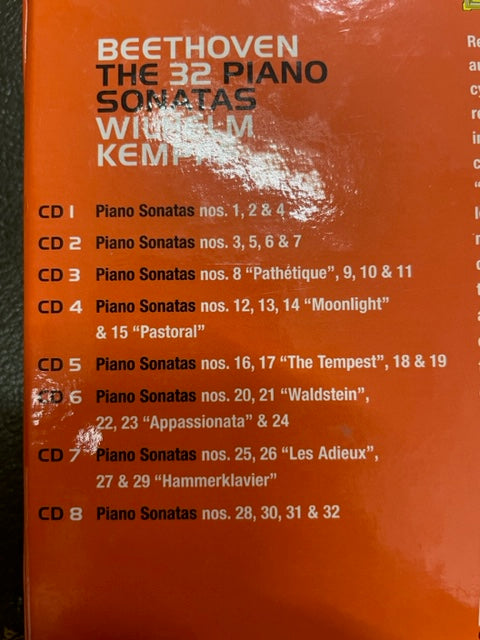 BEETHOVEN
THE 32 PIANO
SONATAS
WILHELM
CD 1 Piano Sonatas nos. 1, 2 & 4
CD 2 Piano Sonatas nos. 3, 5, 6 & 7
CD 3 Piano Sonatas nos. 8 “Pathétique”, 9, 10 & 11
CD 4 Piano Sonatas nos. 12, 13, 14 “Moonlight”
& 15 “Pastoral”
CD 5 Piano Sonatas nos. 16, 17 “The Tempest”, 18 & 19
CD 6 Piano Sonatas nos. 20, 21 “Waldstein”,
22, 23 “Appassionata” & 24
CD 7 Piano Sonatas nos. 25, 26 “Les Adieux”,
27 & 29 “Hammerklavier”
CD 8 Piano Sonatas nos. 28, 30, 31 & 32